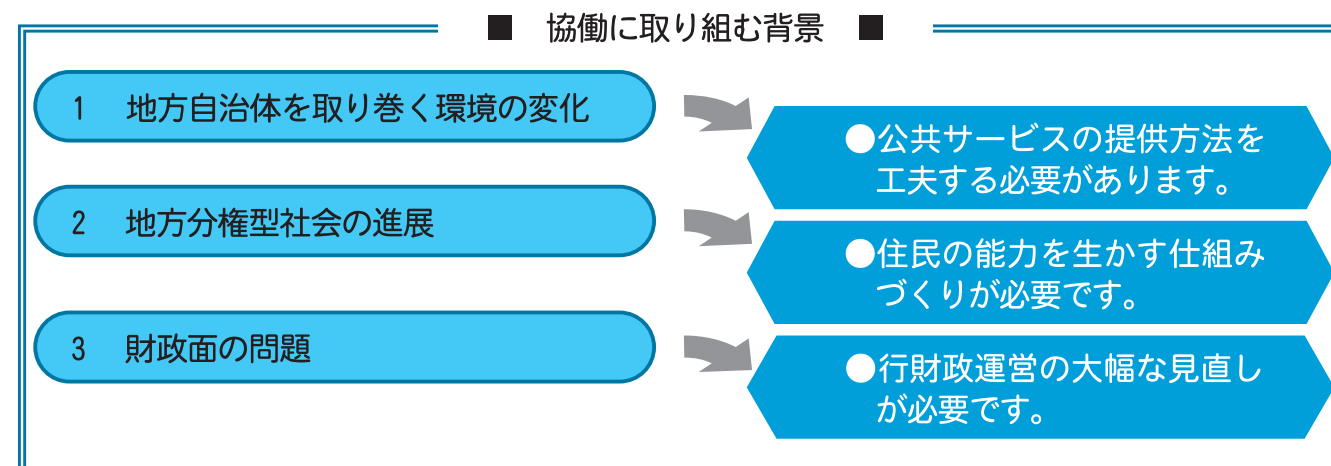 ■ 協働に取り組む背景 ■
1 地方自治体を取り巻く環境の変化
●公共サービスの提供方法を
工夫する必要があります。
2 地方分権型社会の進展
●住民の能力を生かす仕組み
づくりが必要です。
3 財政面の問題
●行財政運営の大幅な見直し
が必要です。